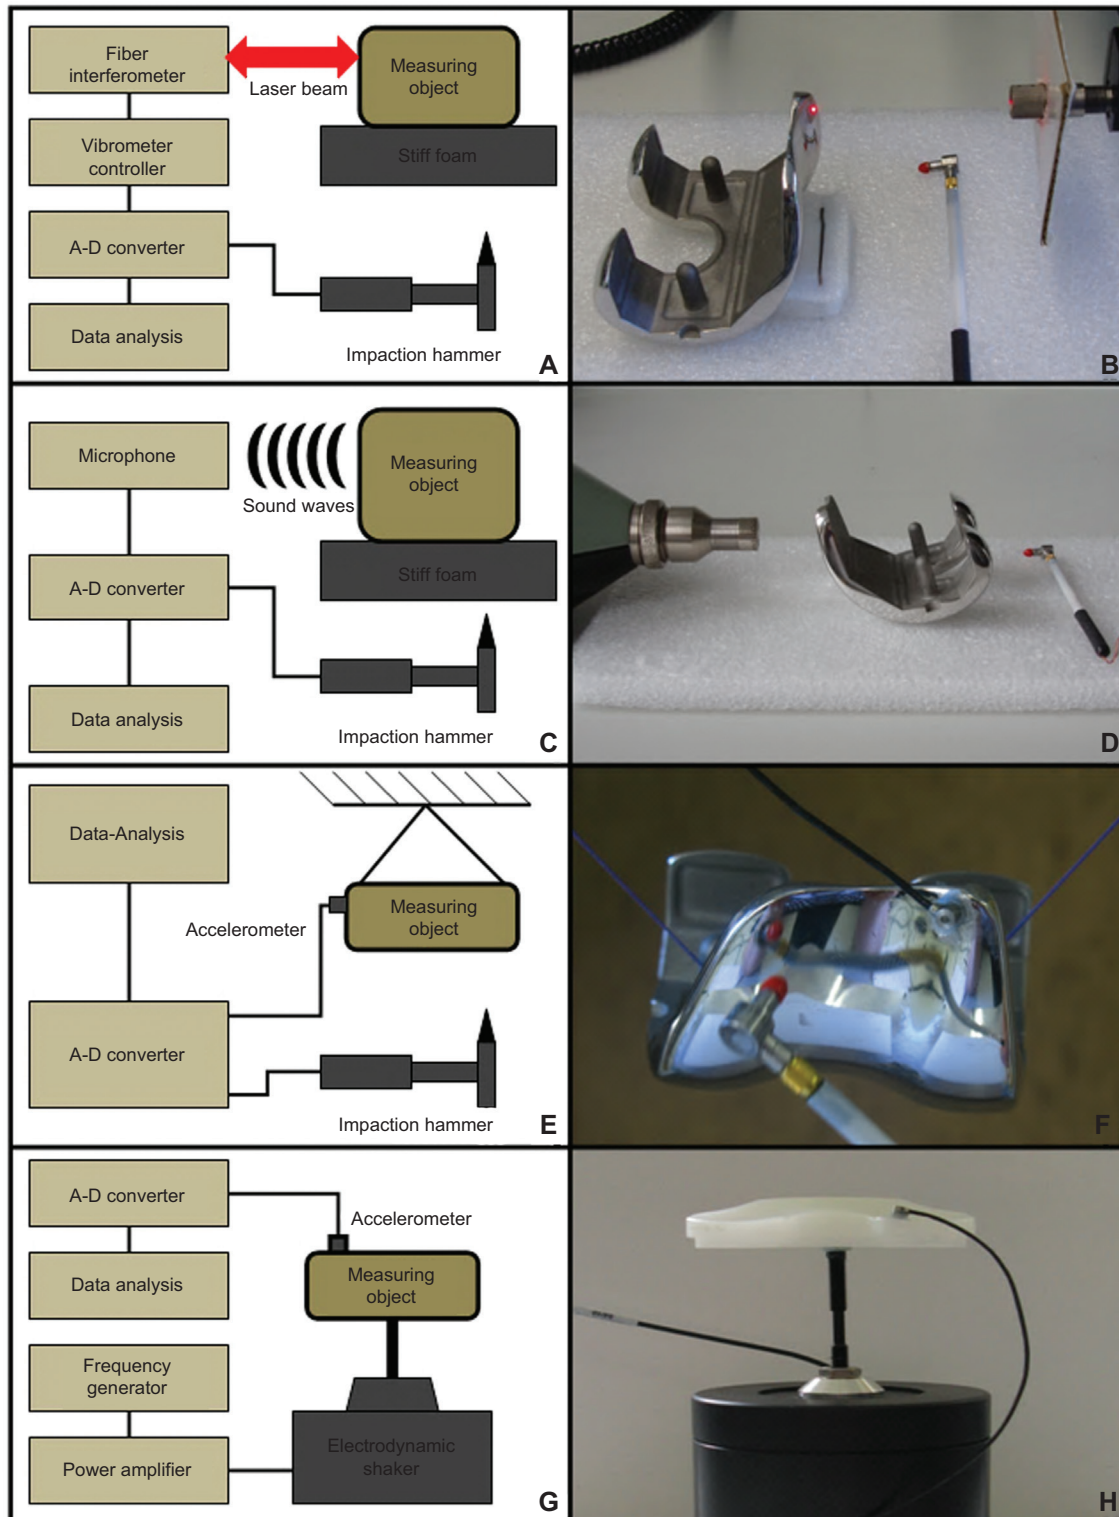 Fiber
interferometer
Laser beam
Measuring
object
Stiff foam
Vibrometer
controller
A-D converter
Data analysis
Impaction hammer
A
B
Microphone
Sound waves
Measuring
object
Stiff foam
A-D converter
Data analysis
Impaction hammer
C
D
Data-Analysis
Accelerometer
Measuring
object
A-D converter
Impaction hammer
E
F
A-D converter
Accelerometer
Data analysis
Measuring
object
Frequency
generator
Power amplifier
Electrodynamic
shaker
G
H